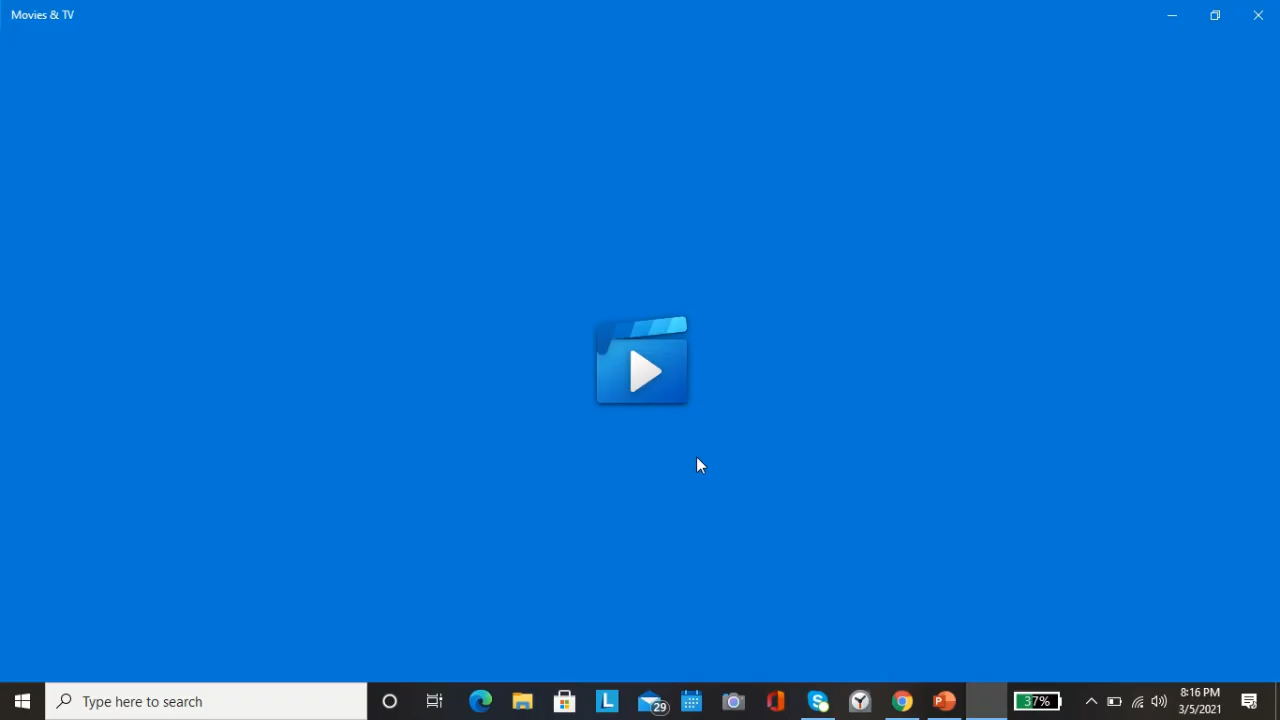 Movies & TV
Type here to search
L
29
37%
8:16 PM
3/5/2021